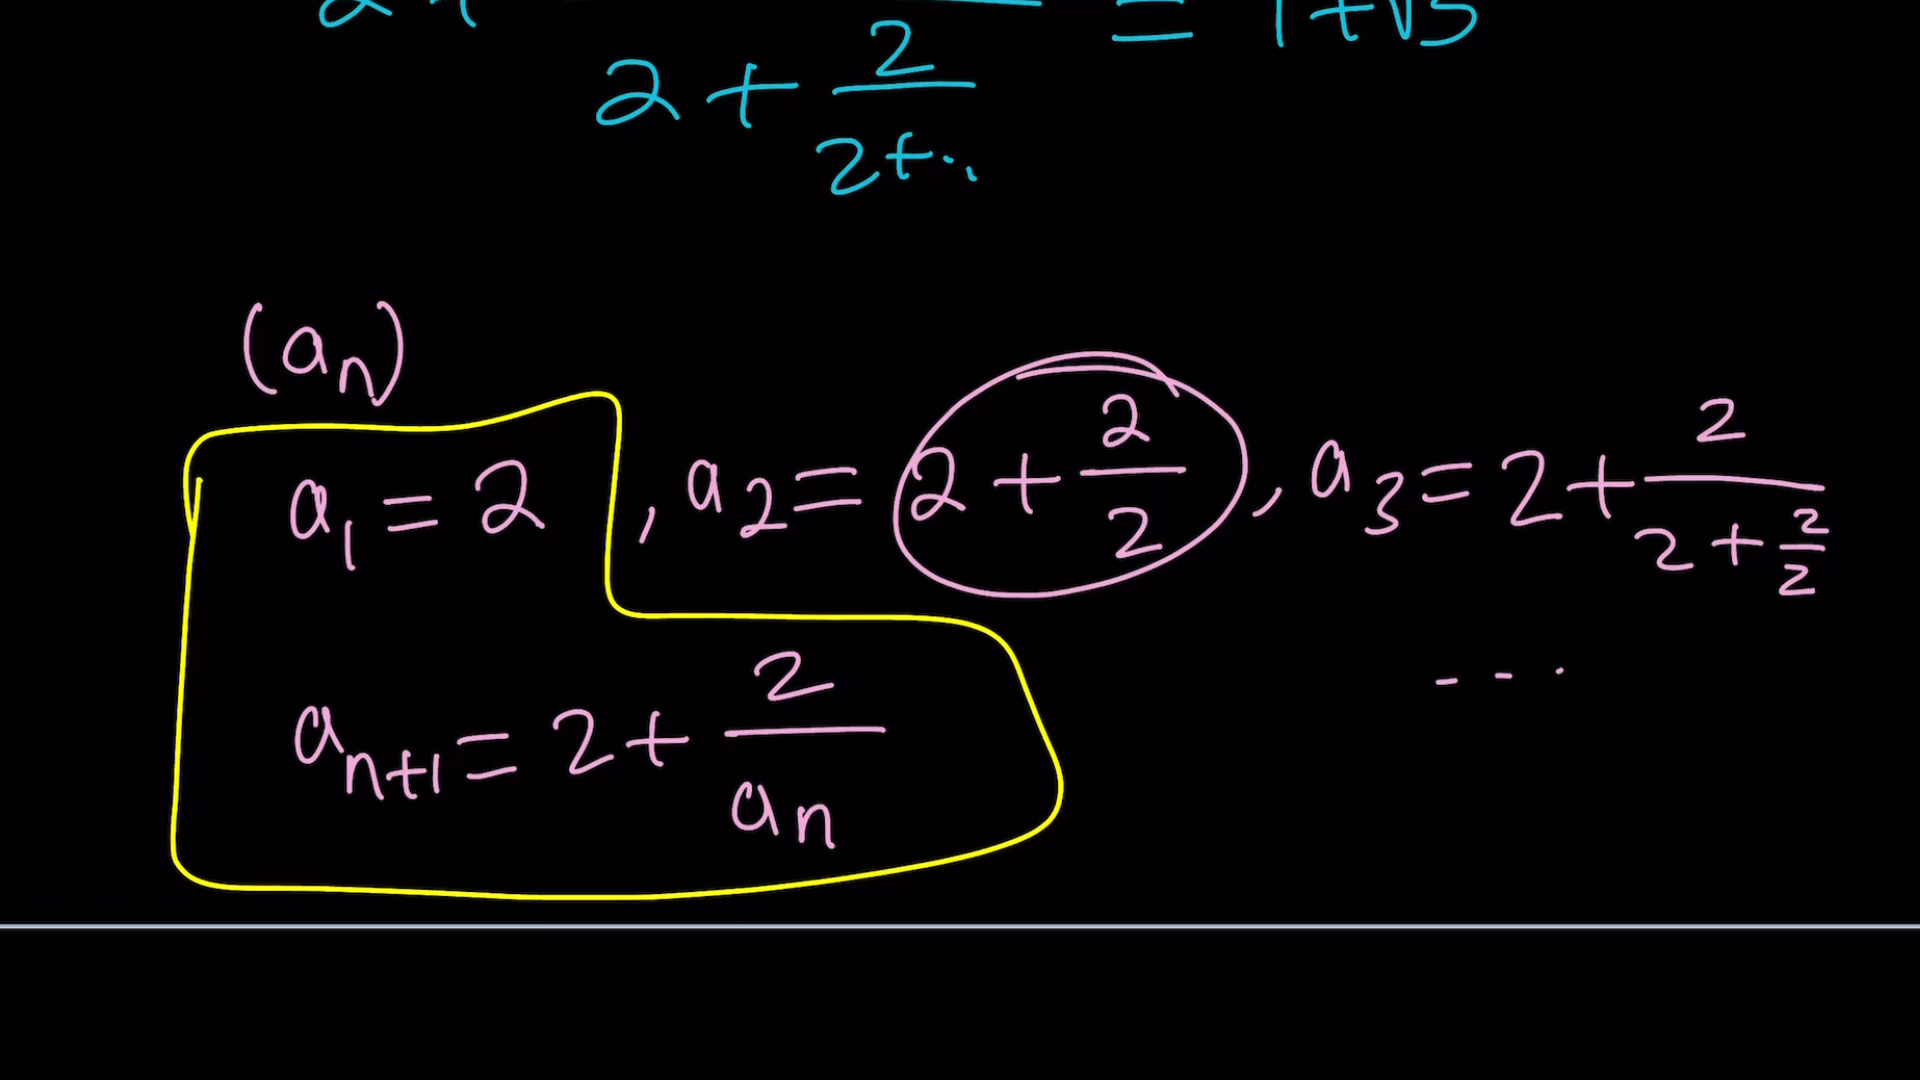 2 +
2 + 2/(2+⋱) = 1+√3
(aₙ)
a₁ = 2 , a₂ = 2 + 2/2 , a₃ = 2 + 2/(2 + 2/2)
---
aₙ₊₁ = 2 + 2/aₙ